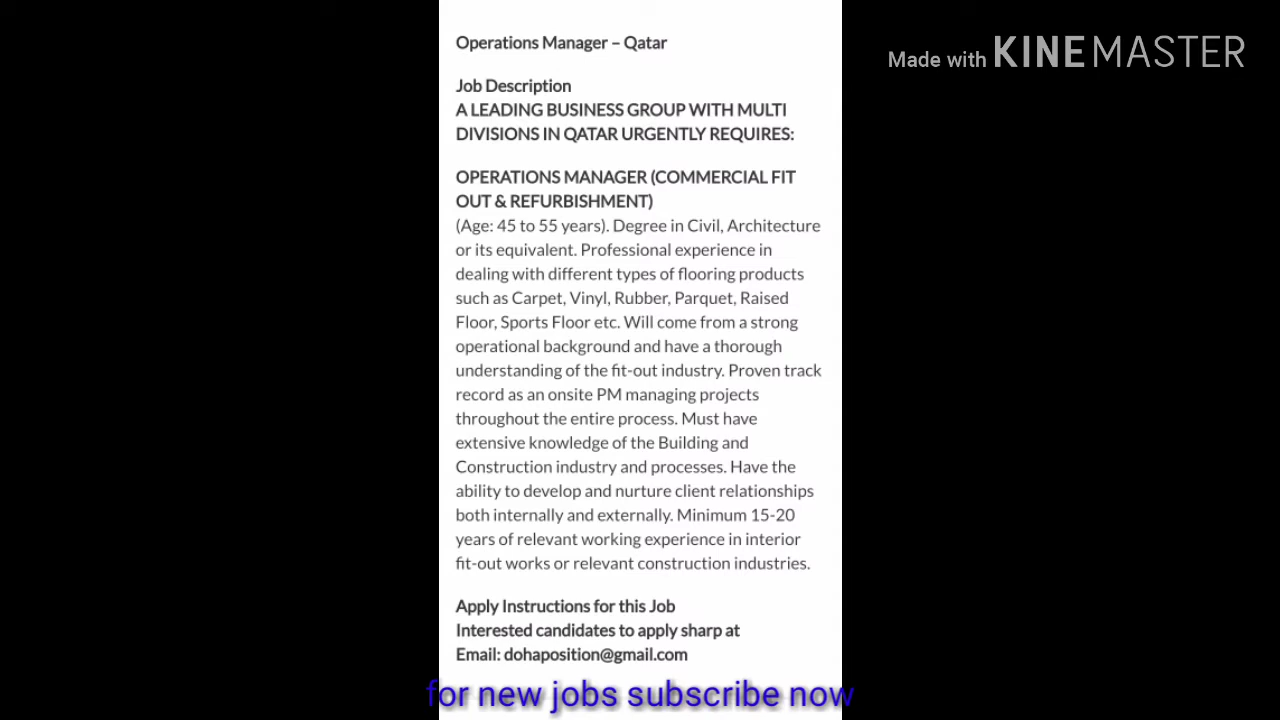 Operations Manager – Qatar
Made with KINEMASTER
Job Description
A LEADING BUSINESS GROUP WITH MULTI
DIVISIONS IN QATAR URGENTLY REQUIRES:
OPERATIONS MANAGER (COMMERCIAL FIT
OUT & REFURBISHMENT)
(Age: 45 to 55 years). Degree in Civil, Architecture
or its equivalent. Professional experience in
dealing with different types of flooring products
such as Carpet, Vinyl, Rubber, Parquet, Raised
Floor, Sports Floor etc. Will come from a strong
operational background and have a thorough
understanding of the fit-out industry. Proven track
record as an onsite PM managing projects
throughout the entire process. Must have
extensive knowledge of the Building and
Construction industry and processes. Have the
ability to develop and nurture client relationships
both internally and externally. Minimum 15-20
years of relevant working experience in interior
fit-out works or relevant construction industries.
Apply Instructions for this Job
Interested candidates to apply sharp at
Email: dohaposition@gmail.com
for new jobs subscribe now